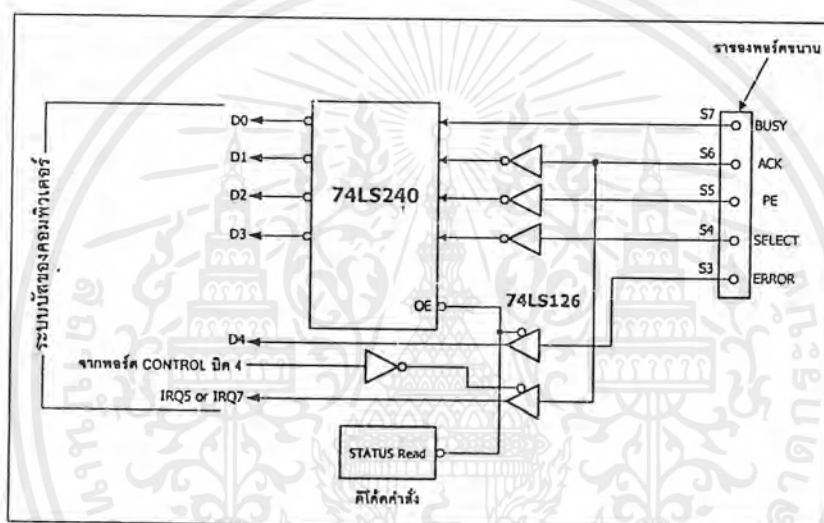 ขาของพอร์ตขนาน
ระบบบัสของคอมพิวเตอร์
D0
D1
D2
D3
74LS240
OE
S7
BUSY
S6
ACK
S5
PE
S4
SELECT
S3
ERROR
74LS126
D4
จากพอร์ต CONTROL บิต 4
IRQ5 or IRQ7
STATUS Read
ดีโค้ดคำสั่ง